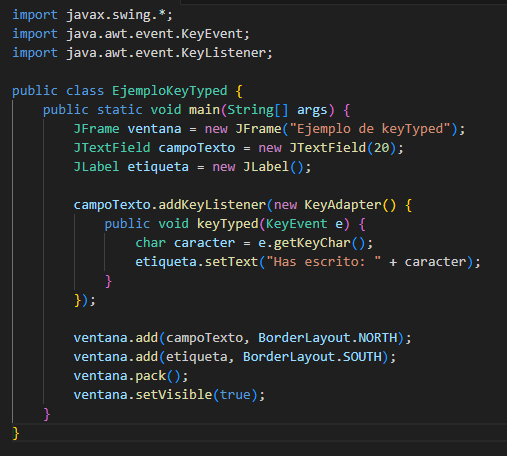 import javax.swing.*;
import java.awt.event.KeyEvent;
import java.awt.event.KeyListener;

public class EjemploKeyTyped {
    public static void main(String[] args) {
        JFrame ventana = new JFrame("Ejemplo de keyTyped");
        JTextField campoTexto = new JTextField(20);
        JLabel etiqueta = new JLabel();

        campoTexto.addKeyListener(new KeyAdapter() {
            public void keyTyped(KeyEvent e) {
                char caracter = e.getKeyChar();
                etiqueta.setText("Has escrito: " + caracter);
            }
        });

        ventana.add(campoTexto, BorderLayout.NORTH);
        ventana.add(etiqueta, BorderLayout.SOUTH);
        ventana.pack();
        ventana.setVisible(true);
    }
}